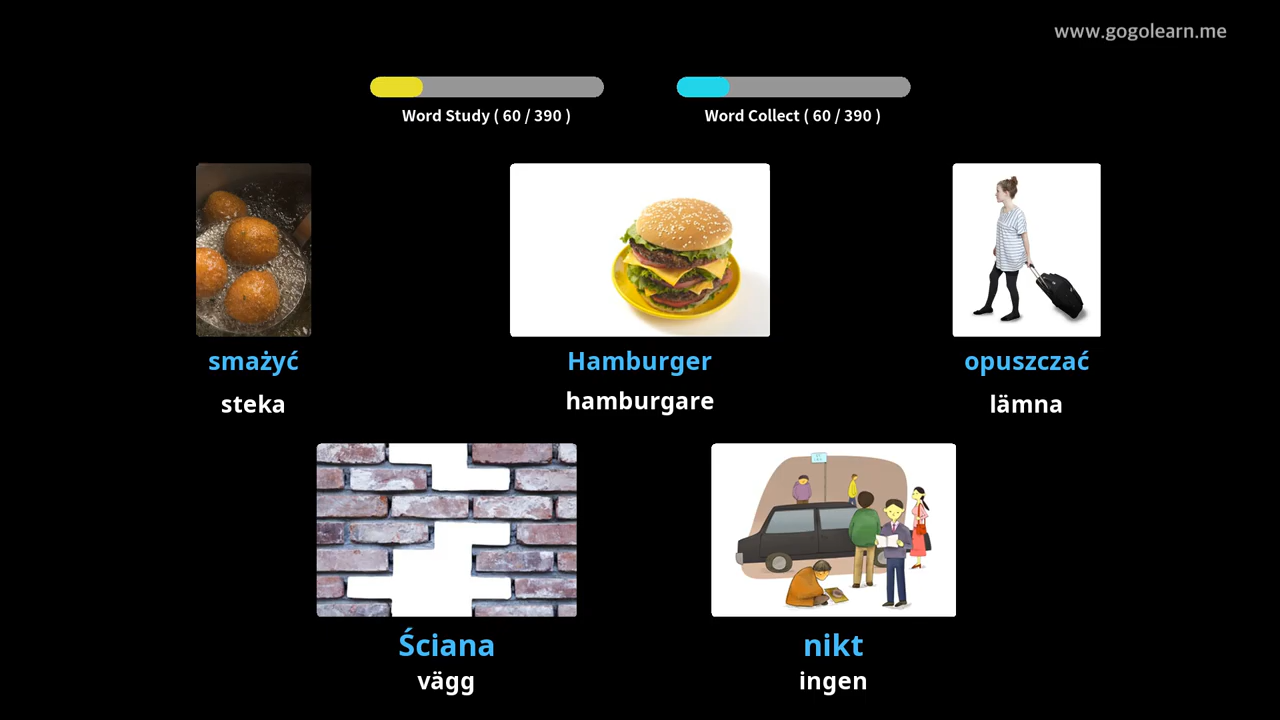 www.gogolearn.me
Word Study ( 60 / 390 )
Word Collect ( 60 / 390 )
smażyć
steka
Hamburger
hamburgare
opuszczać
lämna
Ściana
vägg
nikt
ingen